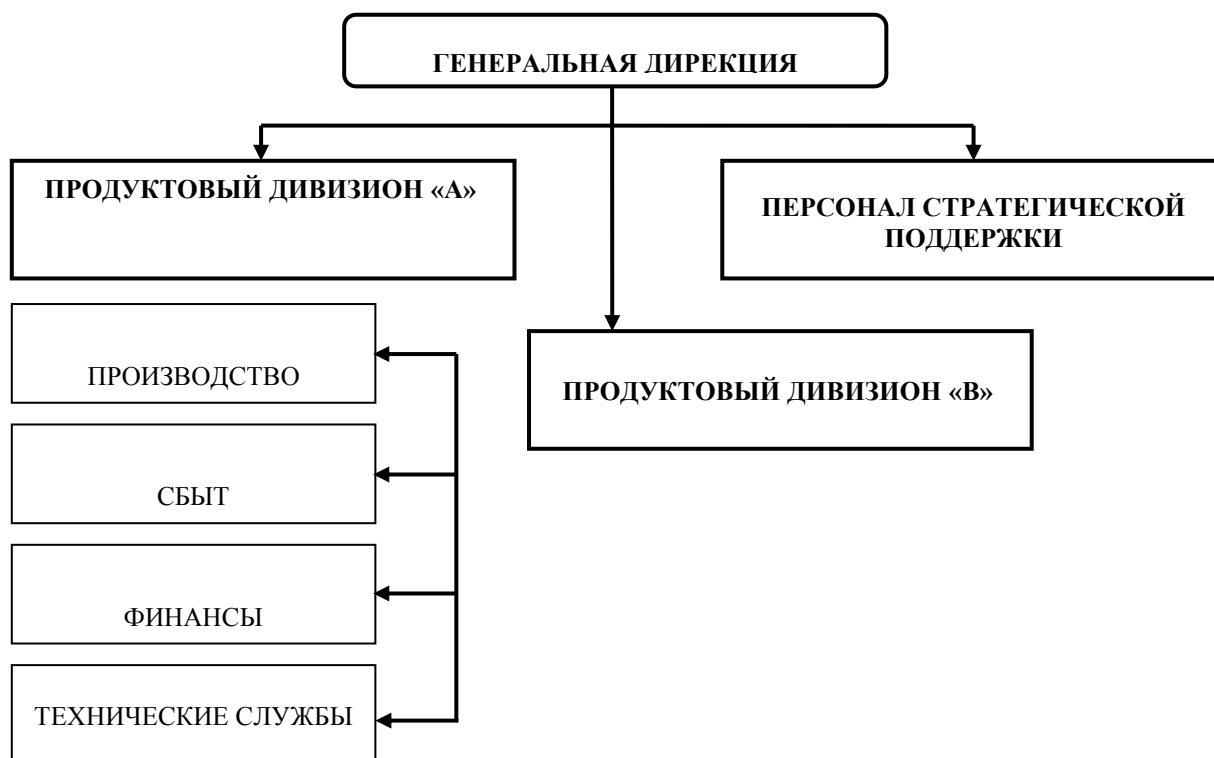 ГЕНЕРАЛЬНАЯ ДИРЕКЦИЯ
ПРОДУКТОВЫЙ ДИВИЗИОН «А»
ПЕРСОНАЛ СТРАТЕГИЧЕСКОЙ
ПОДДЕРЖКИ
ПРОДУКТОВЫЙ ДИВИЗИОН «В»
ПРОИЗВОДСТВО
СБЫТ
ФИНАНСЫ
ТЕХНИЧЕСКИЕ СЛУЖБЫ